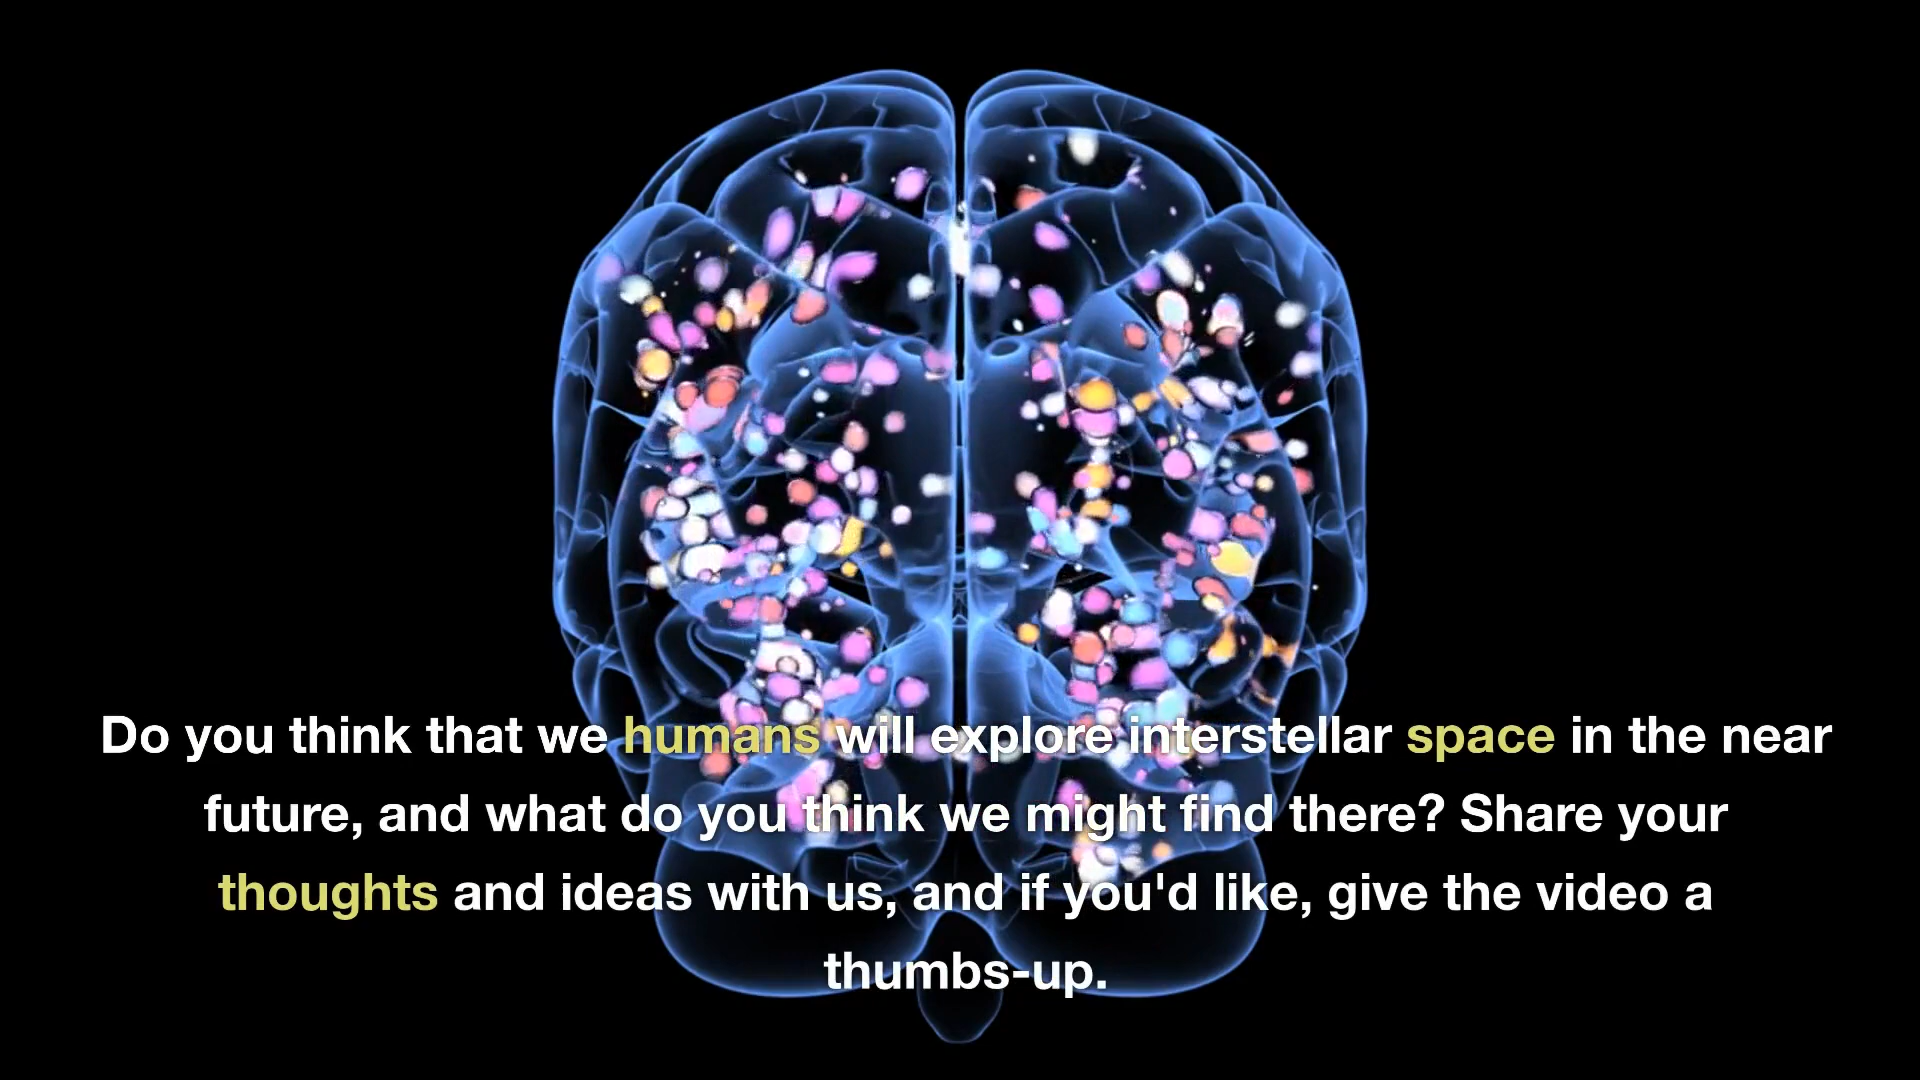 Do you think that we humans will explore interstellar space in the near
future, and what do you think we might find there? Share your
thoughts and ideas with us, and if you'd like, give the video a
thumbs-up.